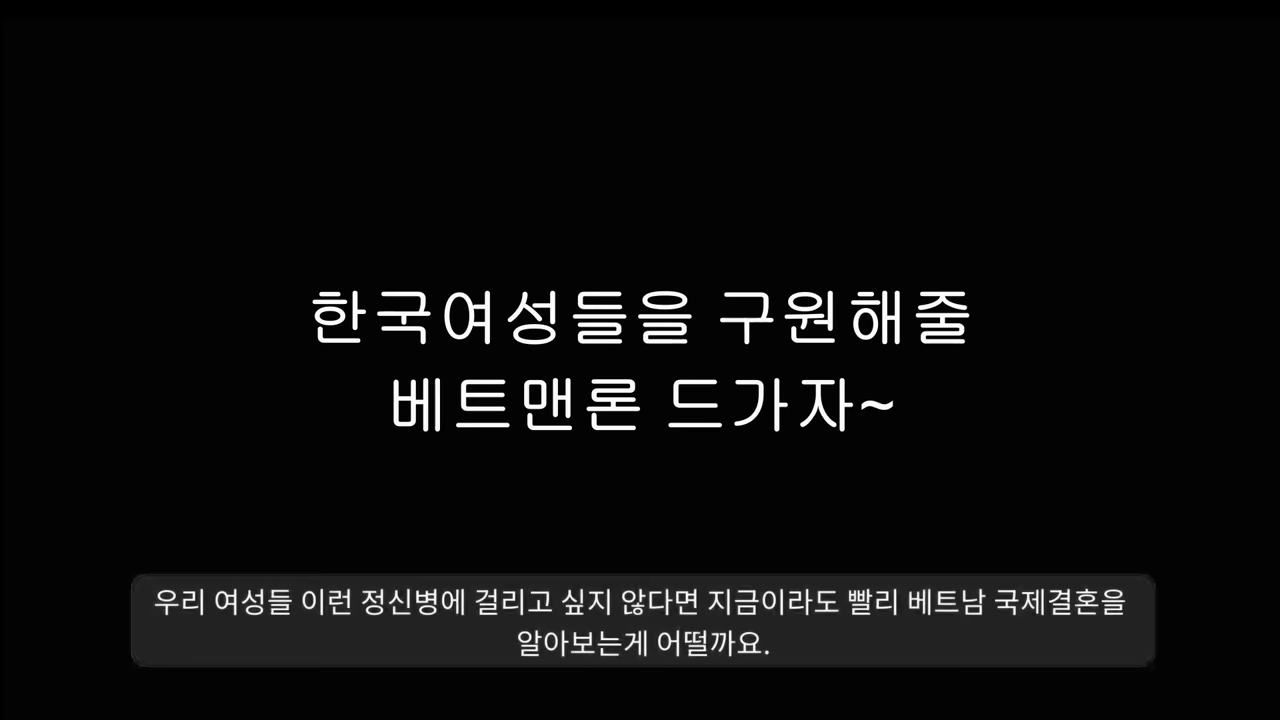 한국여성들을 구원해줄
베트맨론 드가자~
우리 여성들 이런 정신병에 걸리고 싶지 않다면 지금이라도 빨리 베트남 국제결혼을
알아보는게 어떨까요.